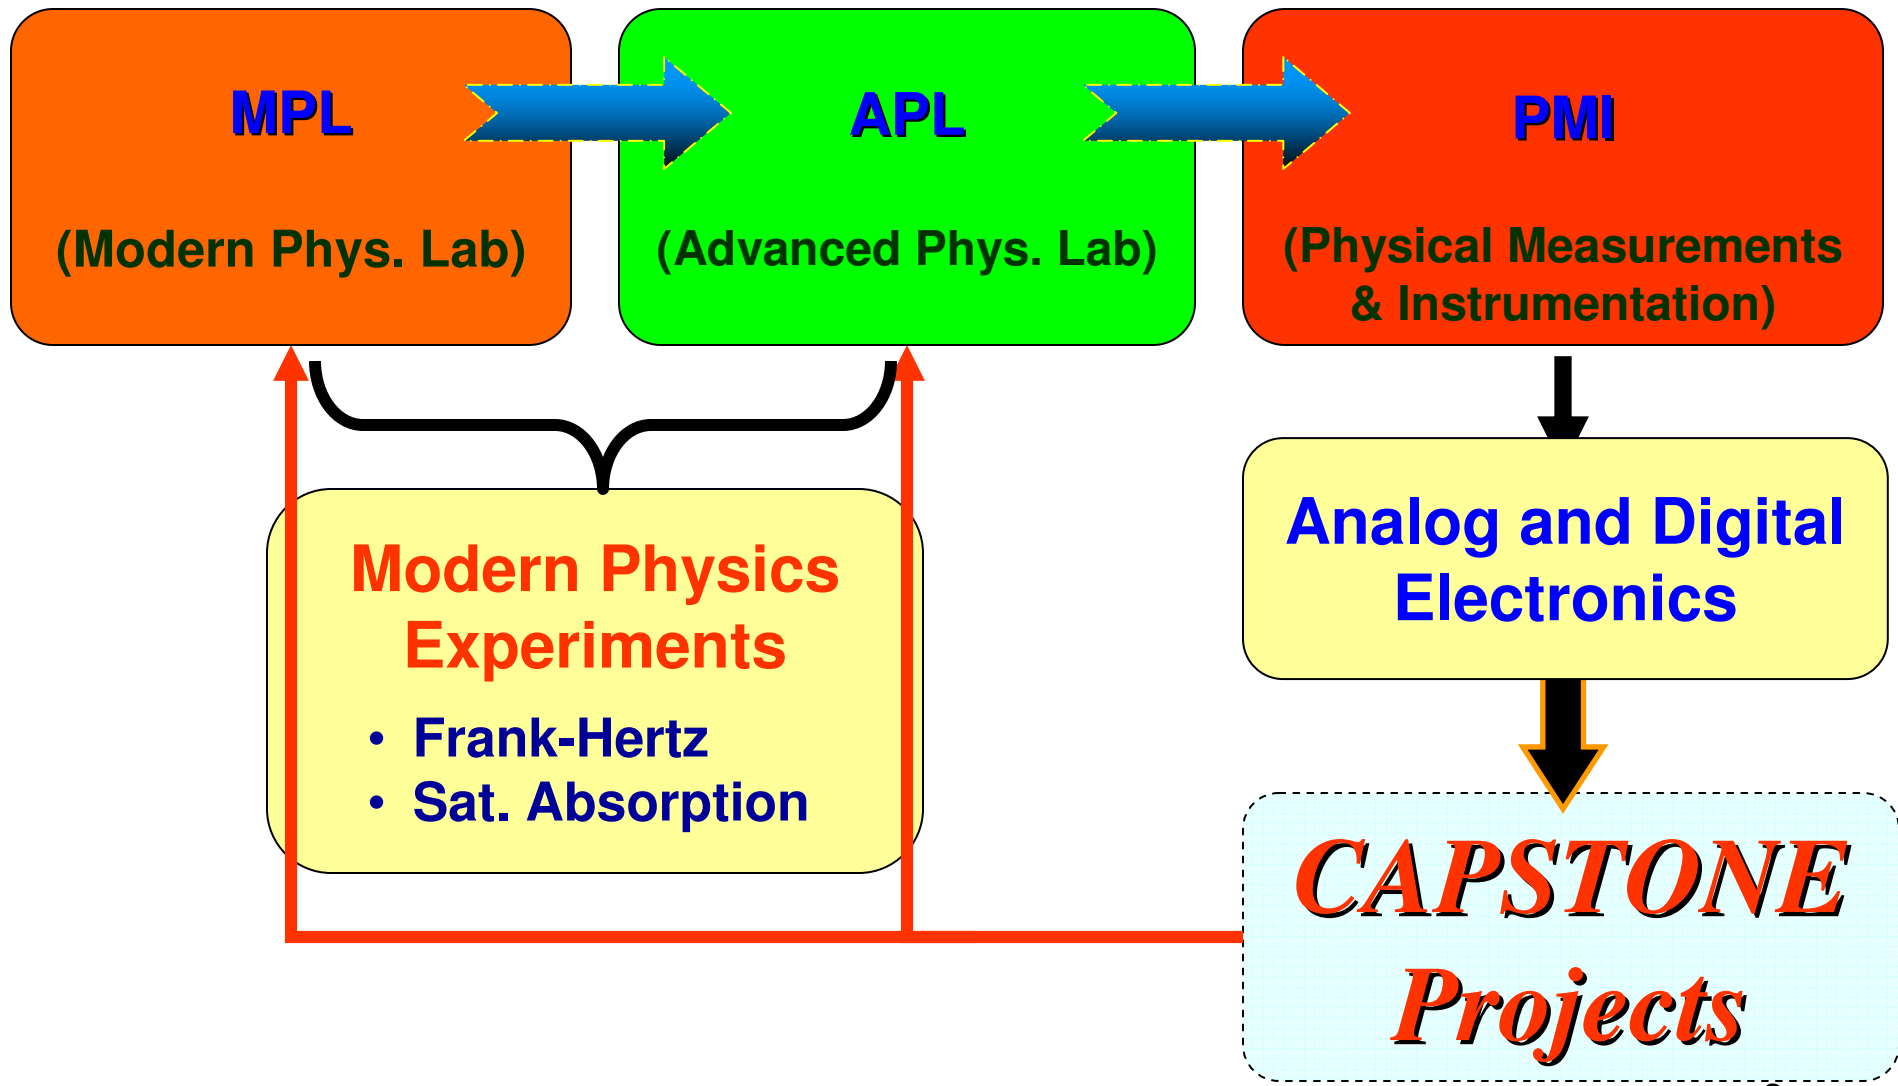 MPL
(Modern Phys. Lab)
APL
(Advanced Phys. Lab)
PMI
(Physical Measurements
& Instrumentation)
Modern Physics
Experiments
• Frank-Hertz
• Sat. Absorption
Analog and Digital
Electronics
CAPSTONE
Projects